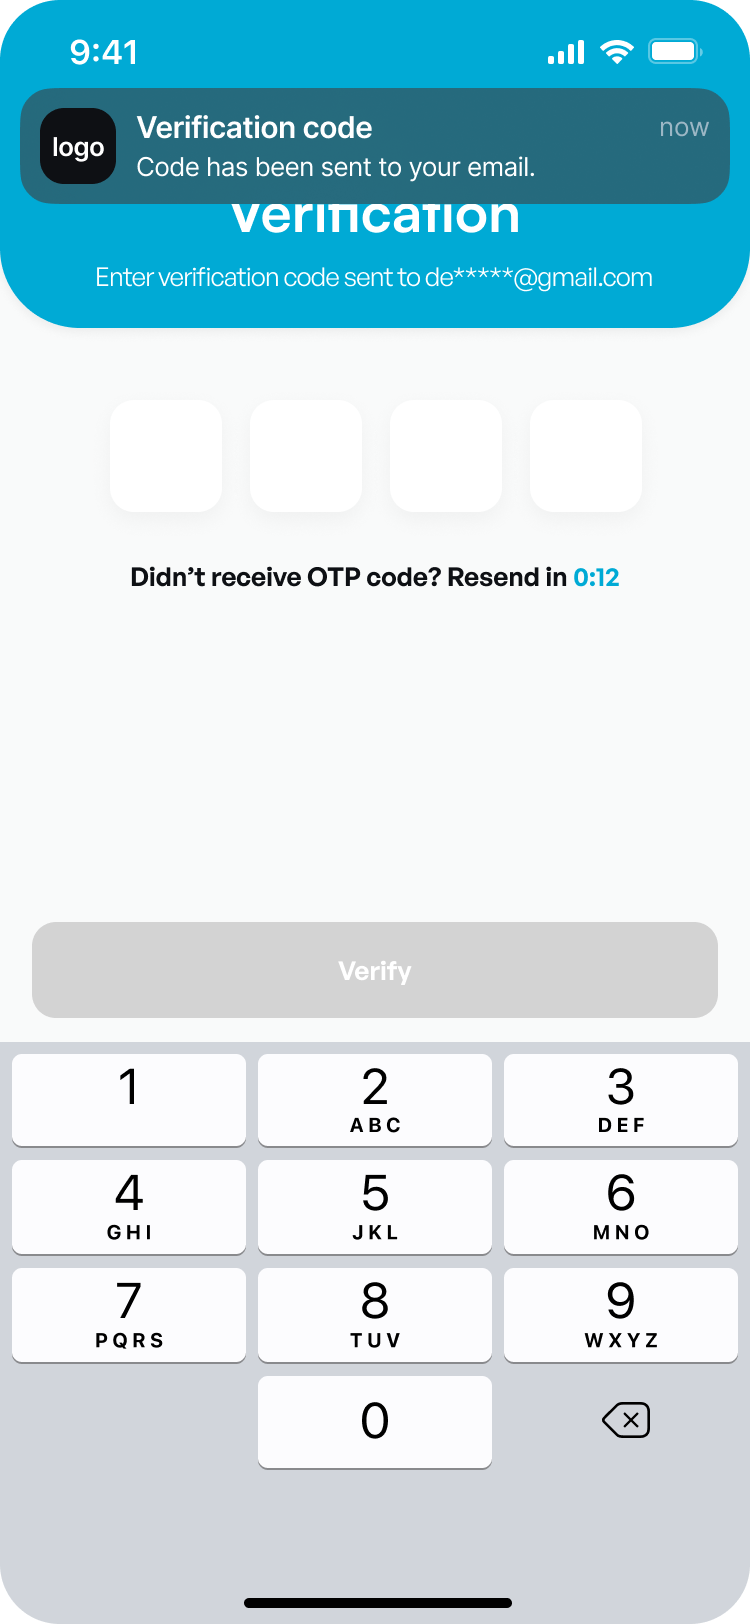 9:41
logo
Verification code
now
Code has been sent to your email.
Verification
Enter verification code sent to de*****@gmail.com
Didn’t receive OTP code? Resend in 0:12
Verify
1
2
ABC
3
DEF
4
GHI
5
JKL
6
MNO
7
PQRS
8
TUV
9
WXYZ
0